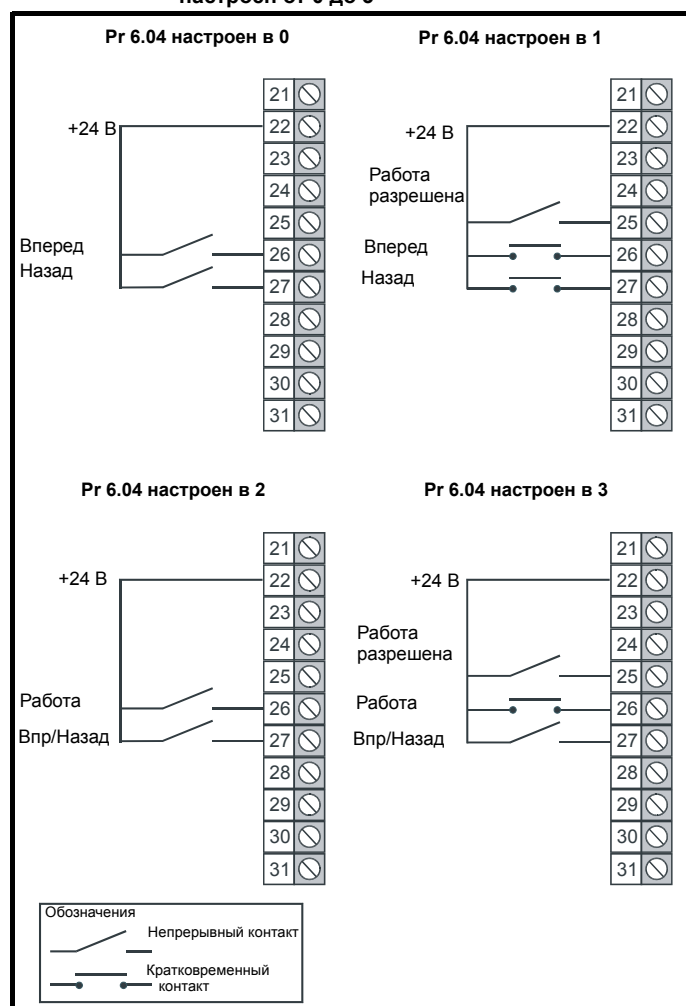 настроен от 0 до 3
Pr 6.04 настроен в 0
21
22
23
24
25
26
27
28
29
30
31
+24 В
Вперед
Назад
Pr 6.04 настроен в 1
21
22
23
24
25
26
27
28
29
30
31
+24 В
Работа
разрешена
Вперед
Назад
Pr 6.04 настроен в 2
21
22
23
24
25
26
27
28
29
30
31
+24 В
Работа
Впр/Назад
Pr 6.04 настроен в 3
21
22
23
24
25
26
27
28
29
30
31
+24 В
Работа
разрешена
Работа
Впр/Назад
Обозначения
Непрерывный контакт
Кратковременный
контакт